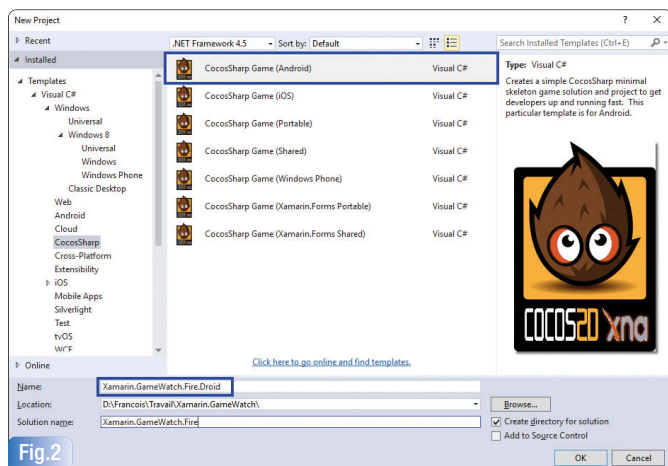 New Project
? ×
Recent
.NET Framework 4.5
Sort by: Default
Search Installed Templates (Ctrl+E)
Installed
Templates
Visual C#
Windows
Universal
Windows 8
Universal
Windows
Windows Phone
Classic Desktop
Web
Android
Cloud
CocosSharp
Cross-Platform
Extensibility
iOS
Mobile Apps
Silverlight
Test
tvOS
WCF
Online
CocosSharp Game (Android) Visual C#
CocosSharp Game (iOS) Visual C#
CocosSharp Game (Portable) Visual C#
CocosSharp Game (Shared) Visual C#
CocosSharp Game (Windows Phone) Visual C#
CocosSharp Game (Xamarin.Forms Portable) Visual C#
CocosSharp Game (Xamarin.Forms Shared) Visual C#
Click here to go online and find templates.
Type: Visual C#
Creates a simple CocosSharp minimal
skeleton game solution and project to get
developers up and running fast. This
particular template is for Android.
COCOS2D xna
Name: Xamarin.GameWatch.Fire.Droid
Location: D:\Francois\Travail\Xamarin.GameWatch\
Browse...
Solution name: Xamarin.GameWatch.Fire
Create directory for solution
Add to Source Control
OK Cancel
Fig.2